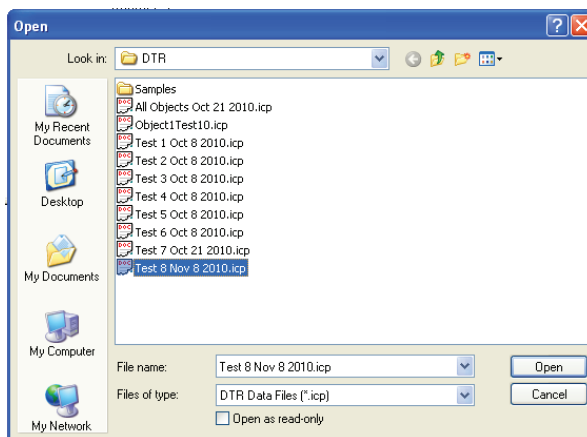 Open
Look in: DTR
Samples
All Objects Oct 21 2010.icp
Object1Test10.icp
Test 1 Oct 8 2010.icp
Test 2 Oct 8 2010.icp
Test 3 Oct 8 2010.icp
Test 4 Oct 8 2010.icp
Test 5 Oct 8 2010.icp
Test 6 Oct 8 2010.icp
Test 7 Oct 21 2010.icp
Test 8 Nov 8 2010.icp
My Recent
Documents
Desktop
My Documents
My Computer
My Network
File name: Test 8 Nov 8 2010.icp Open
Files of type: DTR Data Files (*.icp) Cancel
Open as read-only